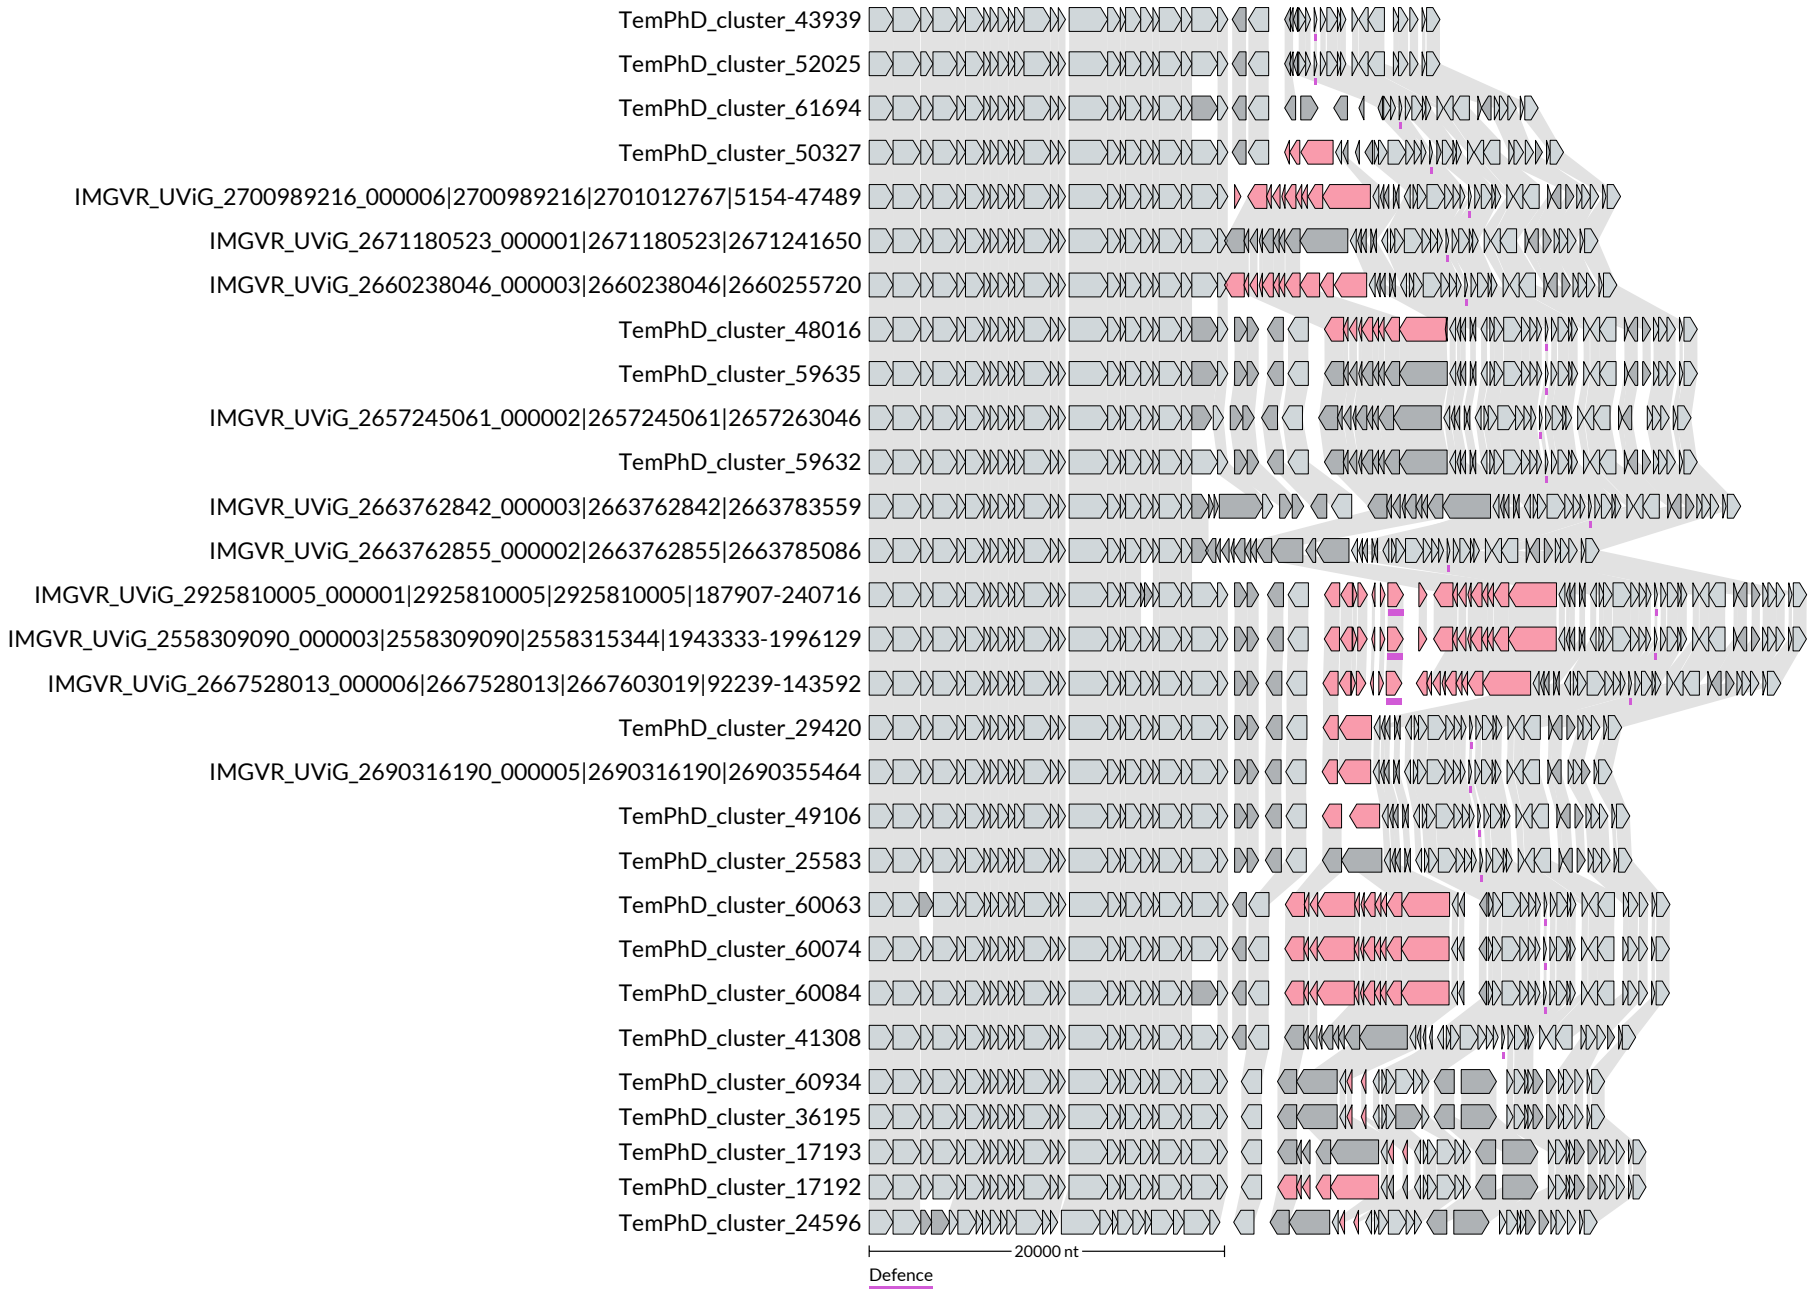 TemPhD_cluster_43939
TemPhD_cluster_52025
TemPhD_cluster_61694
TemPhD_cluster_50327
IMGVR_UViG_2700989216_000006|2700989216|2701012767|5154-47489
IMGVR_UViG_2671180523_000001|2671180523|2671241650
IMGVR_UViG_2660238046_000003|2660238046|2660255720
TemPhD_cluster_48016
TemPhD_cluster_59635
IMGVR_UViG_2657245061_000002|2657245061|2657263046
TemPhD_cluster_59632
IMGVR_UViG_2663762842_000003|2663762842|2663783559
IMGVR_UViG_2663762855_000002|2663762855|2663785086
IMGVR_UViG_2925810005_000001|2925810005|2925810005|187907-240716
IMGVR_UViG_2558309090_000003|2558309090|2558315344|1943333-1996129
IMGVR_UViG_2667528013_000006|2667528013|2667603019|92239-143592
TemPhD_cluster_29420
IMGVR_UViG_2690316190_000005|2690316190|2690355464
TemPhD_cluster_49106
TemPhD_cluster_25583
TemPhD_cluster_60063
TemPhD_cluster_60074
TemPhD_cluster_60084
TemPhD_cluster_41308
TemPhD_cluster_60934
TemPhD_cluster_36195
TemPhD_cluster_17193
TemPhD_cluster_17192
TemPhD_cluster_24596
20000 nt
Defence